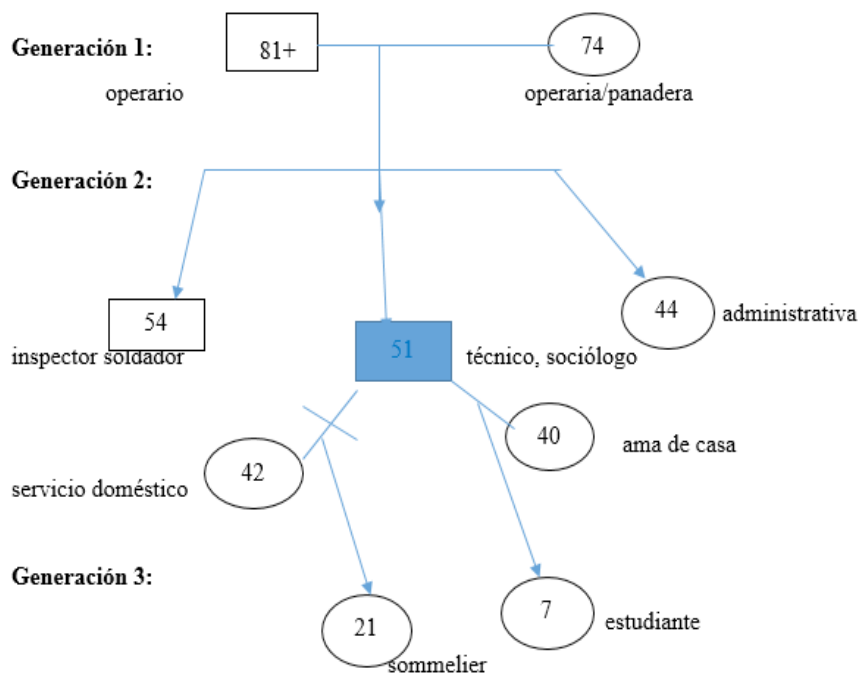 Generación 1:
81+
74
operario
operaria/panadera
Generación 2:
54
44
administrativa
inspector soldador
51
técnico, sociólogo
40
ama de casa
42
servicio doméstico
Generación 3:
21
7
estudiante
sommelier